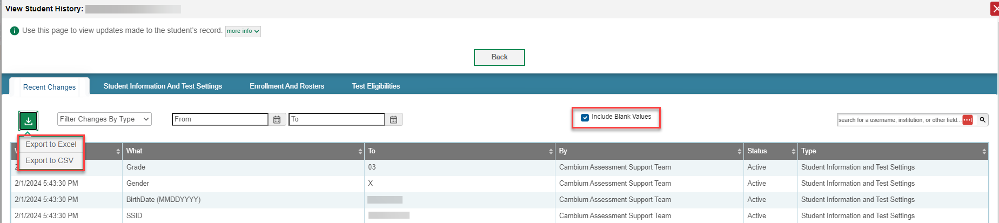 View Student History:
Use this page to view updates made to the student's record. more info
Back
Recent Changes Student Information And Test Settings Enrollment And Rosters Test Eligibilities
Filter Changes By Type From To Include Blank Values search for a username, institution, or other field...
Export to Excel
Export to CSV
What To By Status Type
Grade 03 Cambium Assessment Support Team Active Student Information and Test Settings
2/1/2024 5:43:30 PM Gender X Cambium Assessment Support Team Active Student Information and Test Settings
2/1/2024 5:43:30 PM BirthDate (MMDDYYYY) Cambium Assessment Support Team Active Student Information and Test Settings
2/1/2024 5:43:30 PM SSID Cambium Assessment Support Team Active Student Information and Test Settings